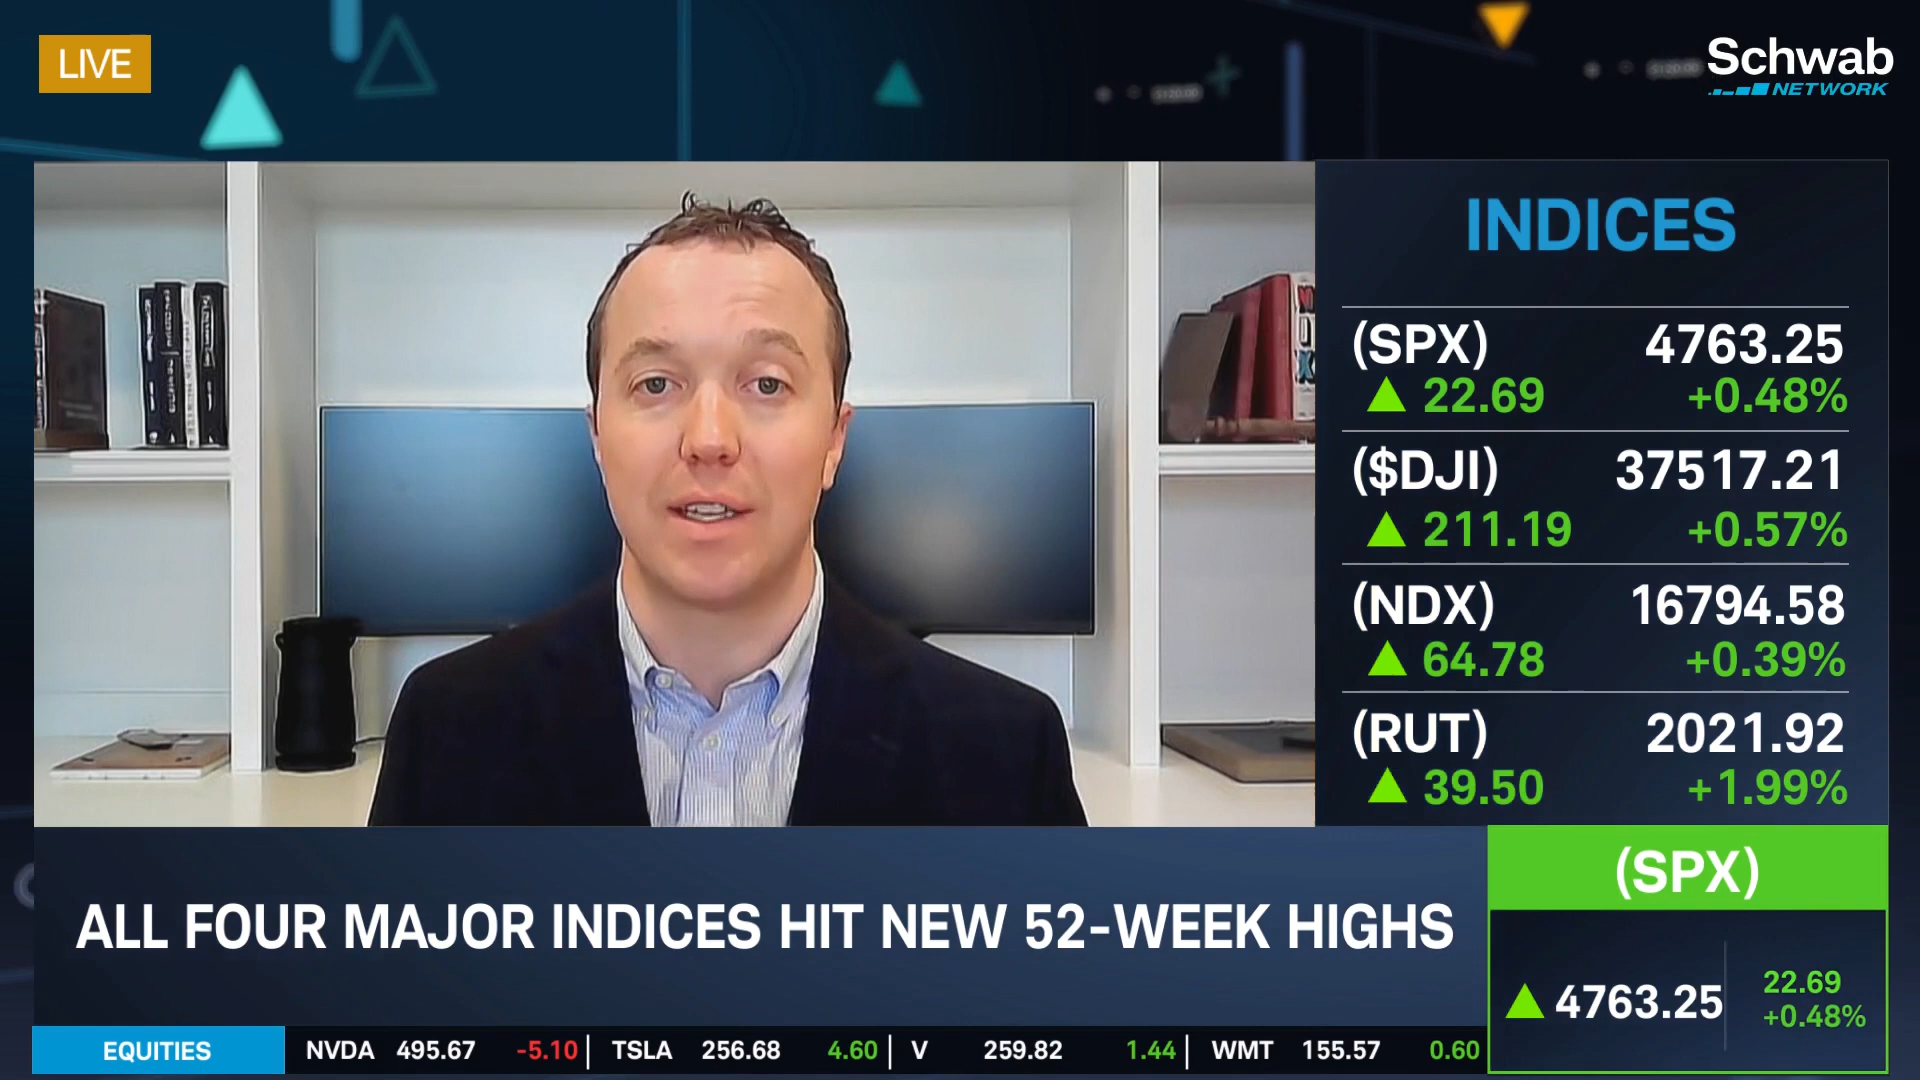 LIVE
Schwab
NETWORK
INDICES
(SPX) 4763.25
▲ 22.69 +0.48%
($DJI) 37517.21
▲ 211.19 +0.57%
(NDX) 16794.58
▲ 64.78 +0.39%
(RUT) 2021.92
▲ 39.50 +1.99%
ALL FOUR MAJOR INDICES HIT NEW 52-WEEK HIGHS
(SPX)
▲ 4763.25
22.69
+0.48%
EQUITIES NVDA 495.67 -5.10 | TSLA 256.68 4.60 | V 259.82 1.44 | WMT 155.57 0.60